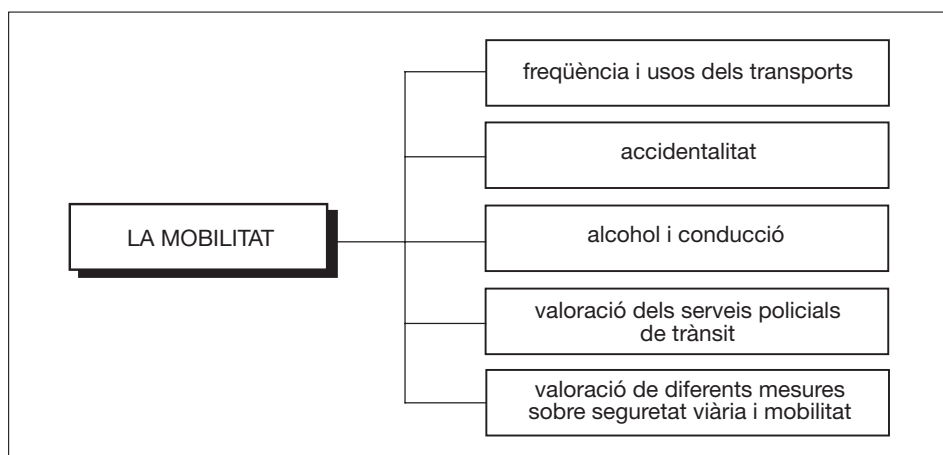 LA MOBILITAT
freqüència i usos dels transports
accidentalitat
alcohol i conducció
valoració dels serveis policials
de trànsit
valoració de diferents mesures
sobre seguretat viària i mobilitat